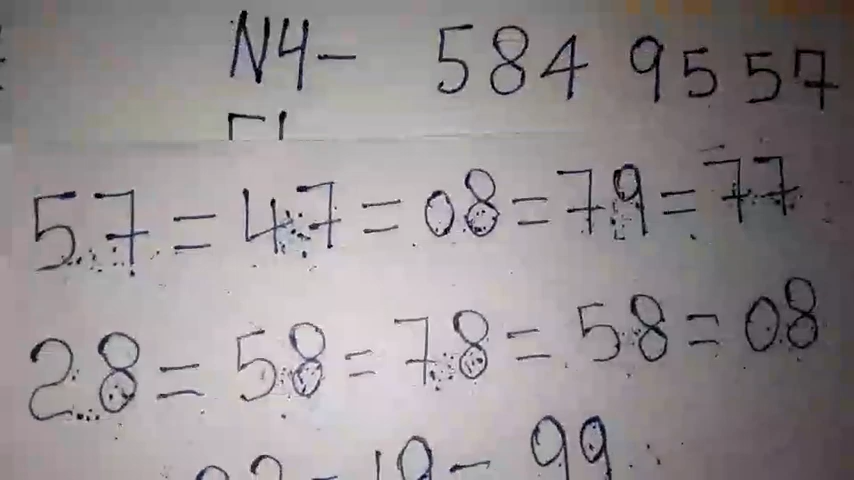 N4- 584 9557
57 = 47 = 08 = 79 = 77
28 = 58 = 78 = 58 = 08
99